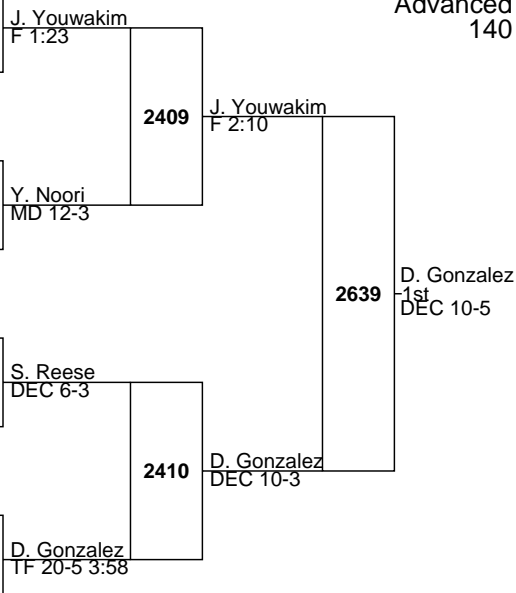 Advanced
140
J. Youwakim
F 1:23
2409
J. Youwakim
F 2:10
Y. Noori
MD 12-3
2639
D. Gonzalez
1st
DEC 10-5
S. Reese
DEC 6-3
2410
D. Gonzalez
DEC 10-3
D. Gonzalez
TF 20-5 3:58